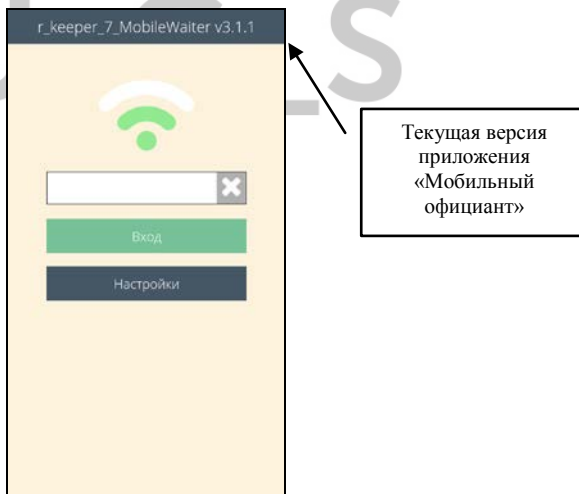 r_keeper_7_MobileWaiter v3.1.1
Вход
Настройки
Текущая версия
приложения
«Мобильный
официант»